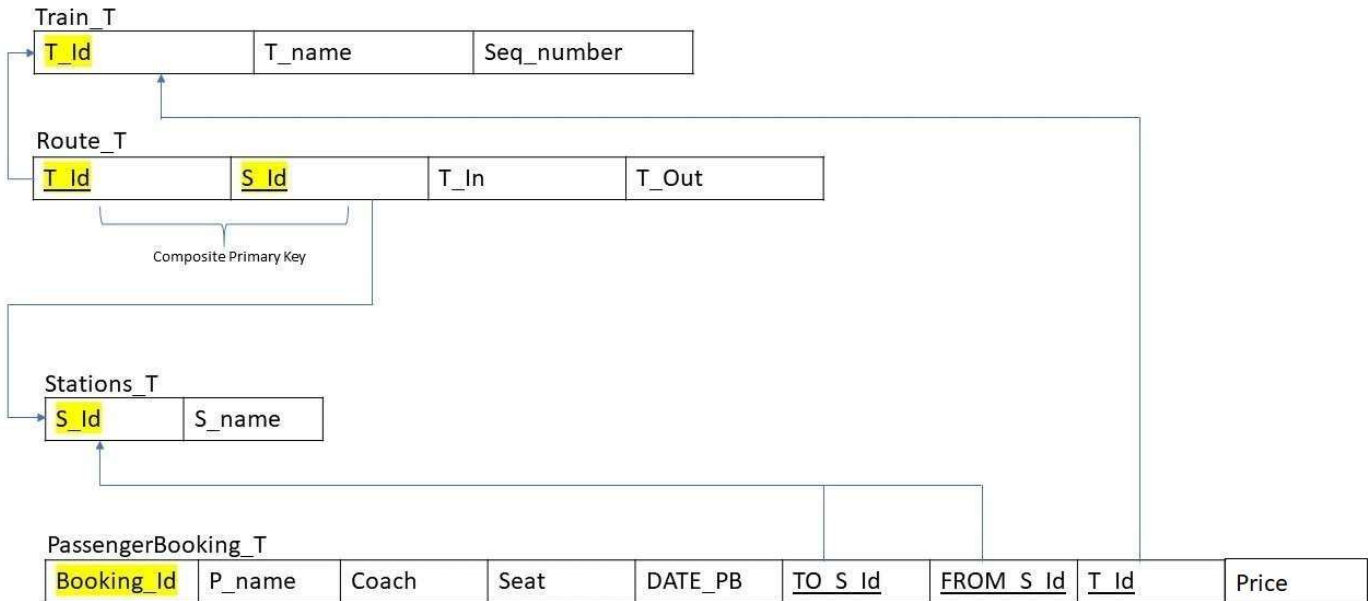 Train_T
T_Id T_name Seq_number
Route_T
T_Id S_Id T_In T_Out
Composite Primary Key
Stations_T
S_Id S_name
PassengerBooking_T
Booking_Id P_name Coach Seat DATE_PB TO_S_Id FROM_S_Id T_Id Price